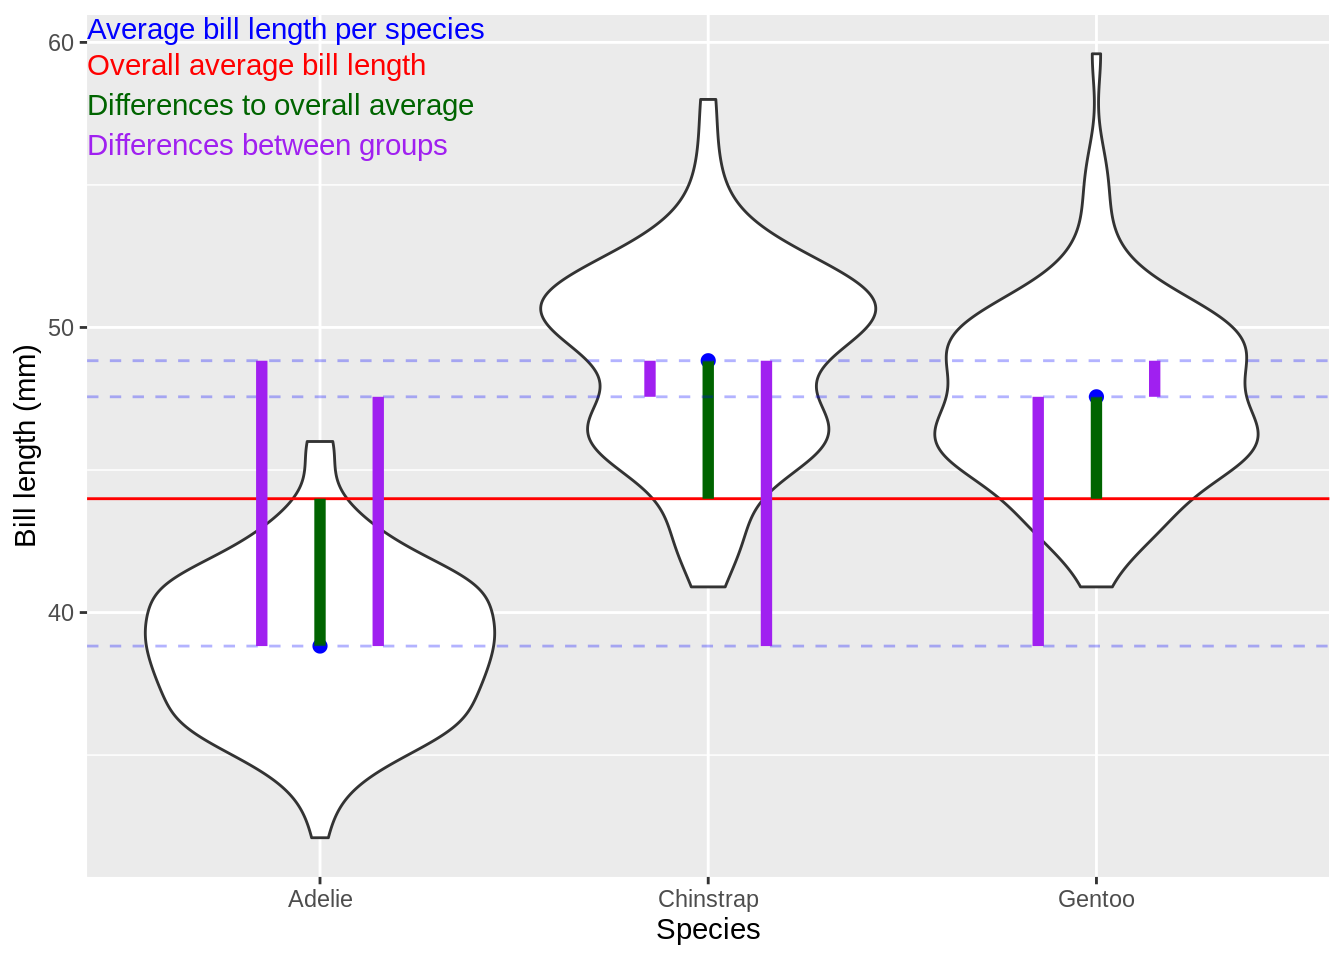 Average bill length per species
Overall average bill length
Differences to overall average
Differences between groups
60
50
40
Bill length (mm)
Adelie
Chinstrap
Gentoo
Species